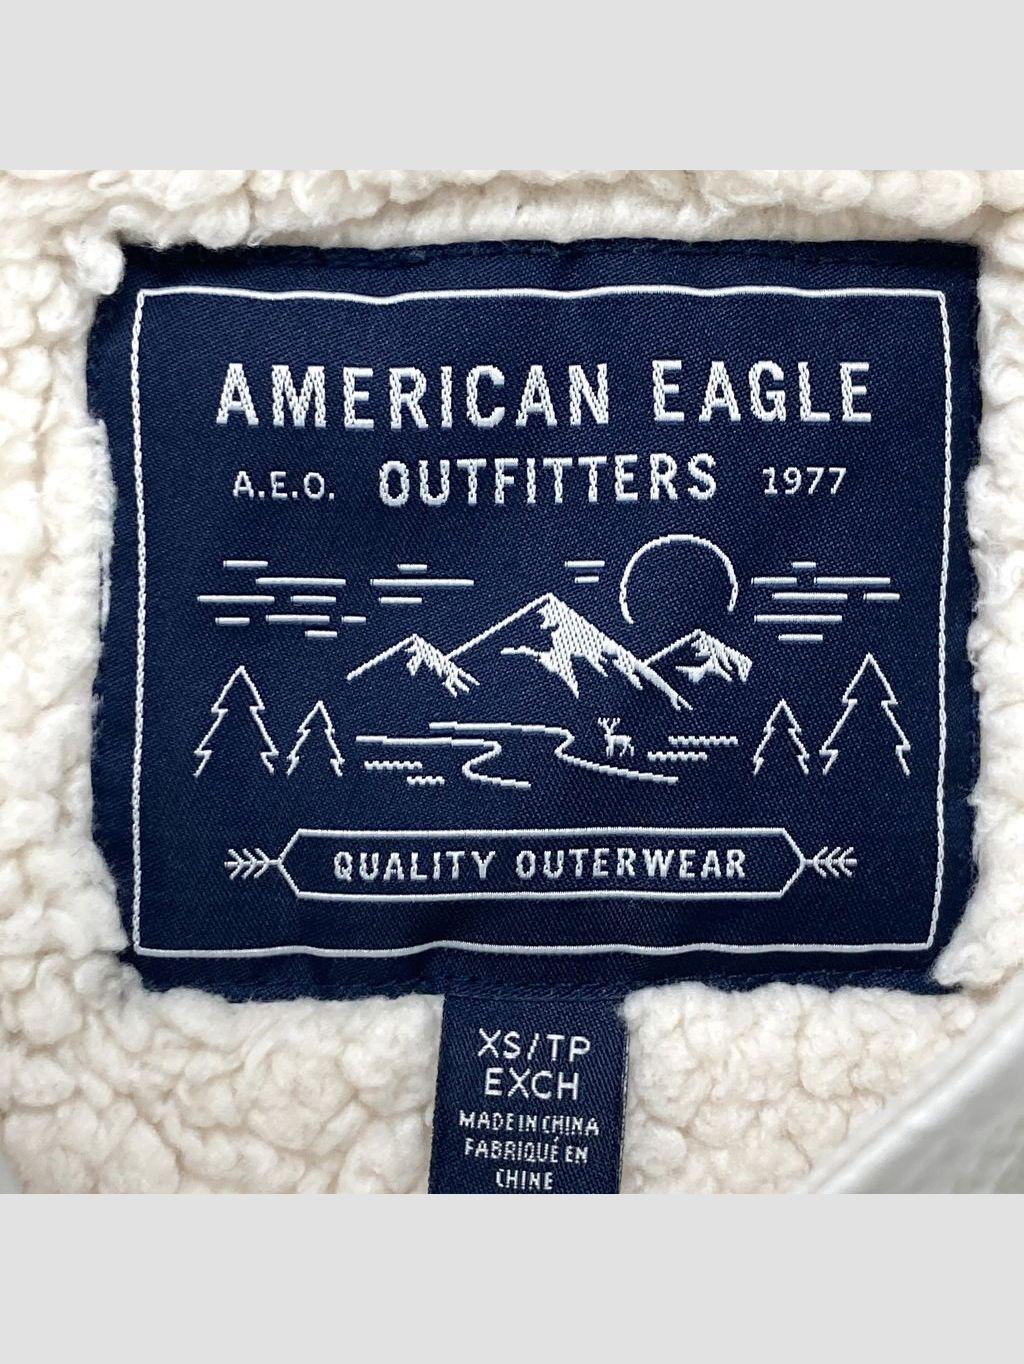 AMERICAN EAGLE
A.E.O. OUTFITTERS 1977
QUALITY OUTERWEAR
XS/TP
EXCH
MADE IN CHINA
FABRIQUÉ EN
CHINE